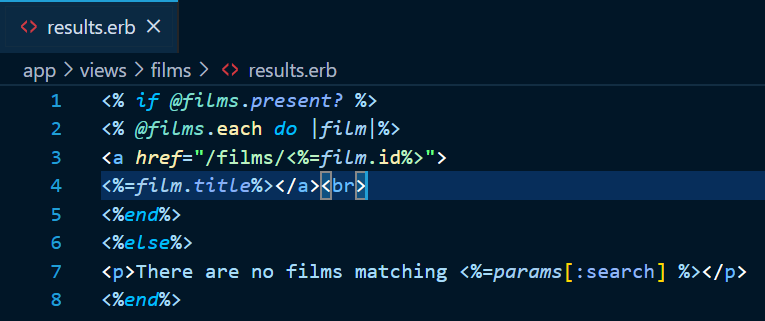 <> results.erb ×
app > views > films > <> results.erb
1 <% if @films.present? %>
2 <% @films.each do |film|%>
3 <a href="/films/<%=film.id%>">
4 <%=film.title%></a><br>
5 <%end%>
6 <%else%>
7 <p>There are no films matching <%=params[:search] %></p>
8 <%end%>